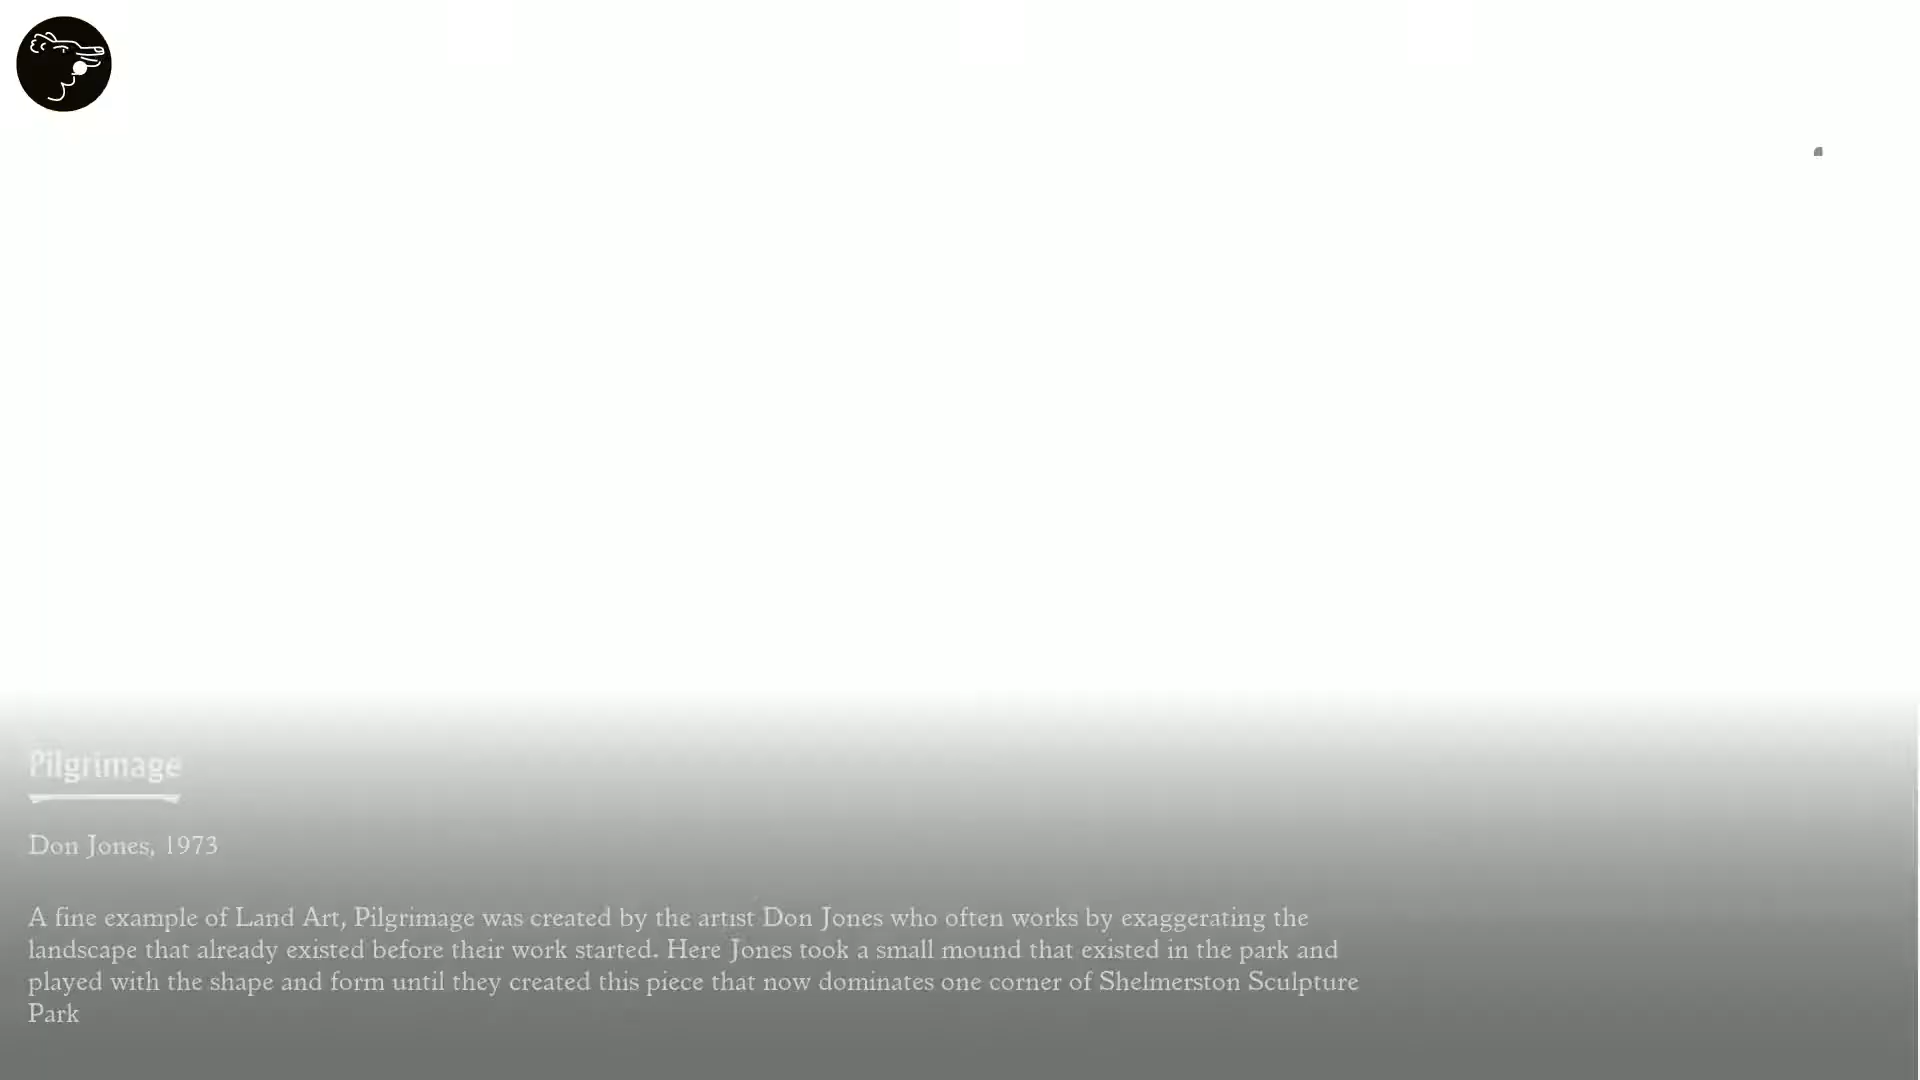 Pilgrimage
Don Jones, 1973
A fine example of Land Art, Pilgrimage was created by the artist Don Jones who often works by exaggerating the
landscape that already existed before their work started. Here Jones took a small mound that existed in the park and
played with the shape and form until they created this piece that now dominates one corner of Shelmerston Sculpture
Park